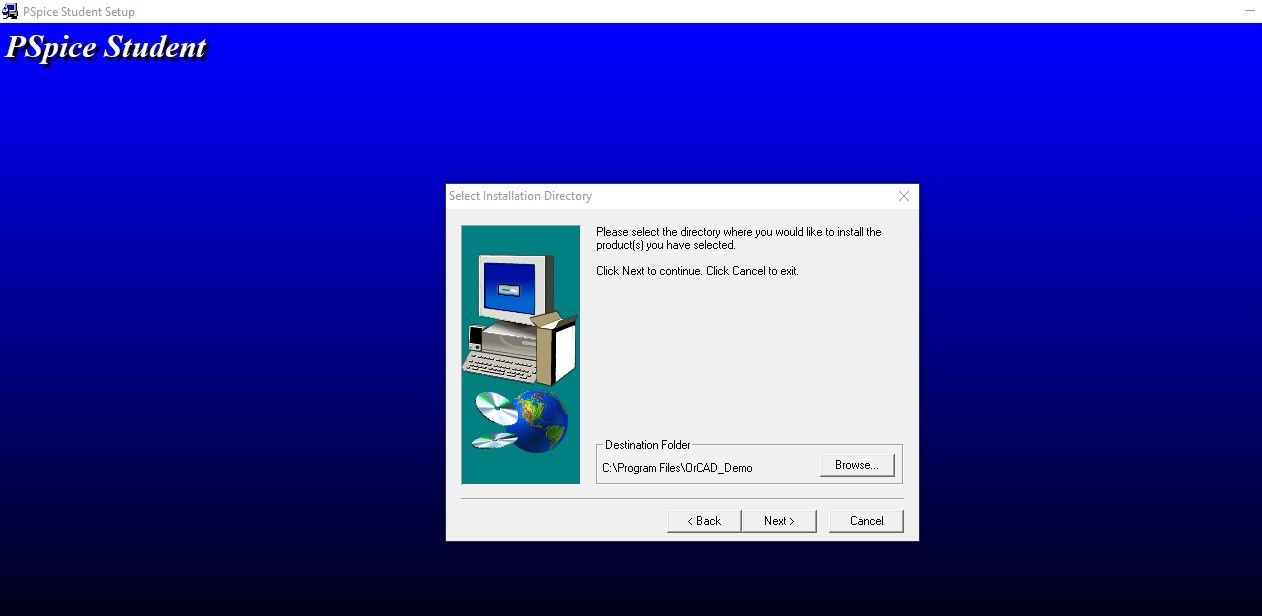 PSpice Student Setup
PSpice Student
Select Installation Directory
Please select the directory where you would like to install the
product(s) you have selected.
Click Next to continue. Click Cancel to exit.
Destination Folder
C:\Program Files\OrCAD_Demo
Browse...
< Back
Next >
Cancel